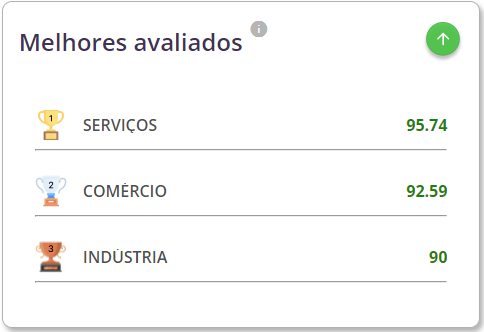 Melhores avaliados
1 SERVIÇOS 95.74
2 COMÉRCIO 92.59
3 INDÚSTRIA 90